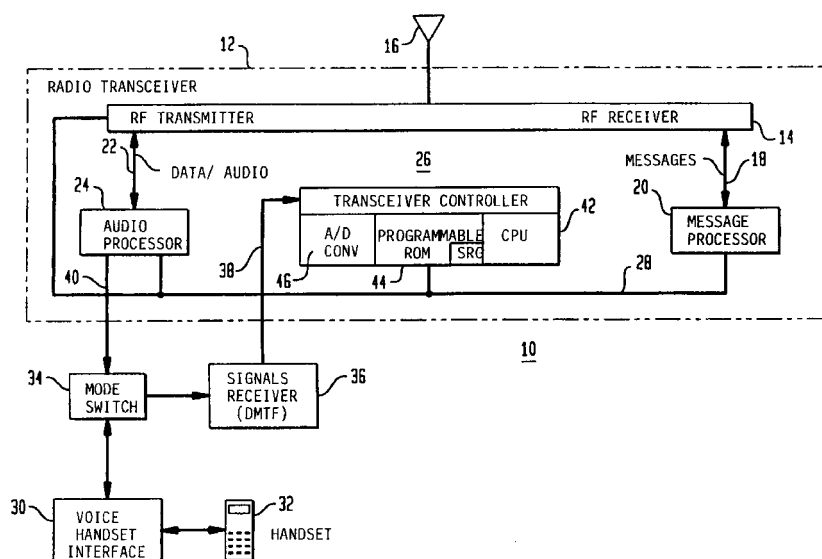 16
12
RADIO TRANSCEIVER
RF TRANSMITTER RF RECEIVER
14
22
DATA/ AUDIO
26
MESSAGES
18
24
AUDIO
PROCESSOR
TRANSCEIVER CONTROLLER
A/D
CONV
PROGRAMMABLE
ROM
SRG
CPU
42
20
MESSAGE
PROCESSOR
38
40
46
44
28
10
34
MODE
SWITCH
SIGNALS
RECEIVER
(DMTF)
36
30
VOICE
HANDSET
INTERFACE
32
HANDSET